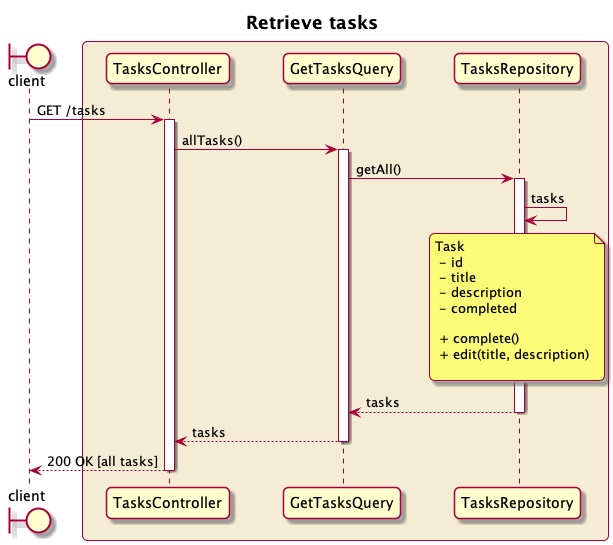 Retrieve tasks
client
TasksController
GetTasksQuery
TasksRepository
GET /tasks
allTasks()
getAll()
tasks
Task
- id
- title
- description
- completed
+ complete()
+ edit(title, description)
tasks
tasks
200 OK [all tasks]
client
TasksController
GetTasksQuery
TasksRepository